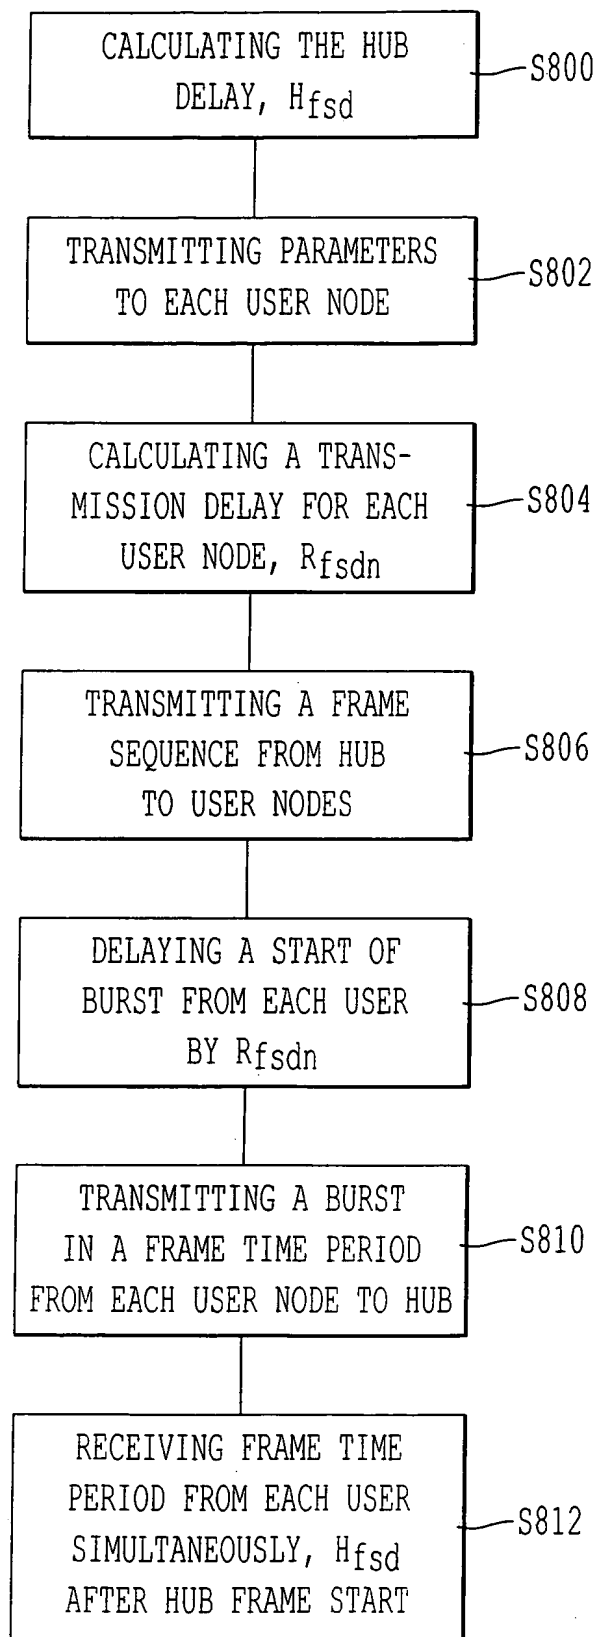 CALCULATING THE HUB
DELAY, Hfsd
S800
TRANSMITTING PARAMETERS
TO EACH USER NODE
S802
CALCULATING A TRANS-
MISSION DELAY FOR EACH
USER NODE, Rfsdn
S804
TRANSMITTING A FRAME
SEQUENCE FROM HUB
TO USER NODES
S806
DELAYING A START OF
BURST FROM EACH USER
BY Rfsdn
S808
TRANSMITTING A BURST
IN A FRAME TIME PERIOD
FROM EACH USER NODE TO HUB
S810
RECEIVING FRAME TIME
PERIOD FROM EACH USER
SIMULTANEOUSLY, Hfsd
AFTER HUB FRAME START
S812